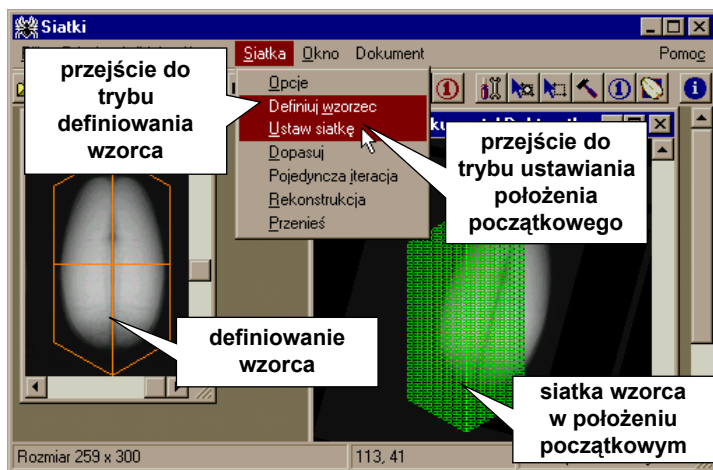 Siatki
Siatka Okno Dokument Pomoc
przejście do
trybu
definiowania
wzorca
Opcje
Definiuj wzorzec
Ustaw siatkę
Dopasuj
Pojedyncza iteracja
Rekonstrukcja
Przenieś
przejście do
trybu ustawiania
położenia
początkowego
definiowanie
wzorca
siatka wzorca
w położeniu
początkowym
Rozmiar 259 x 300
113, 41